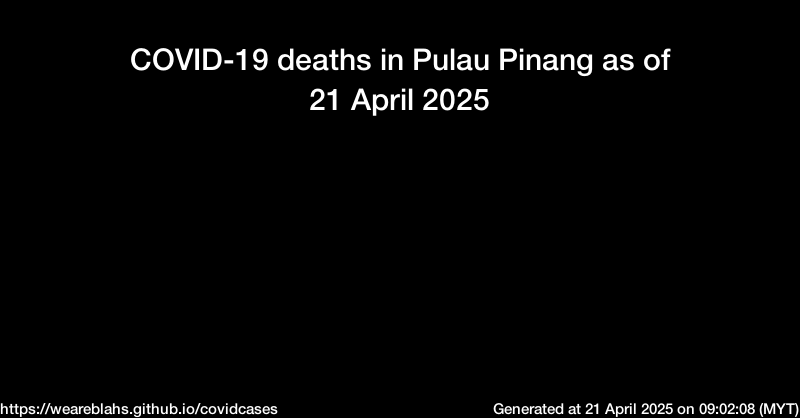 COVID-19 deaths in Pulau Pinang as of
21 April 2025
https://weareblahs.github.io/covidcases
Generated at 21 April 2025 on 09:02:08 (MYT)